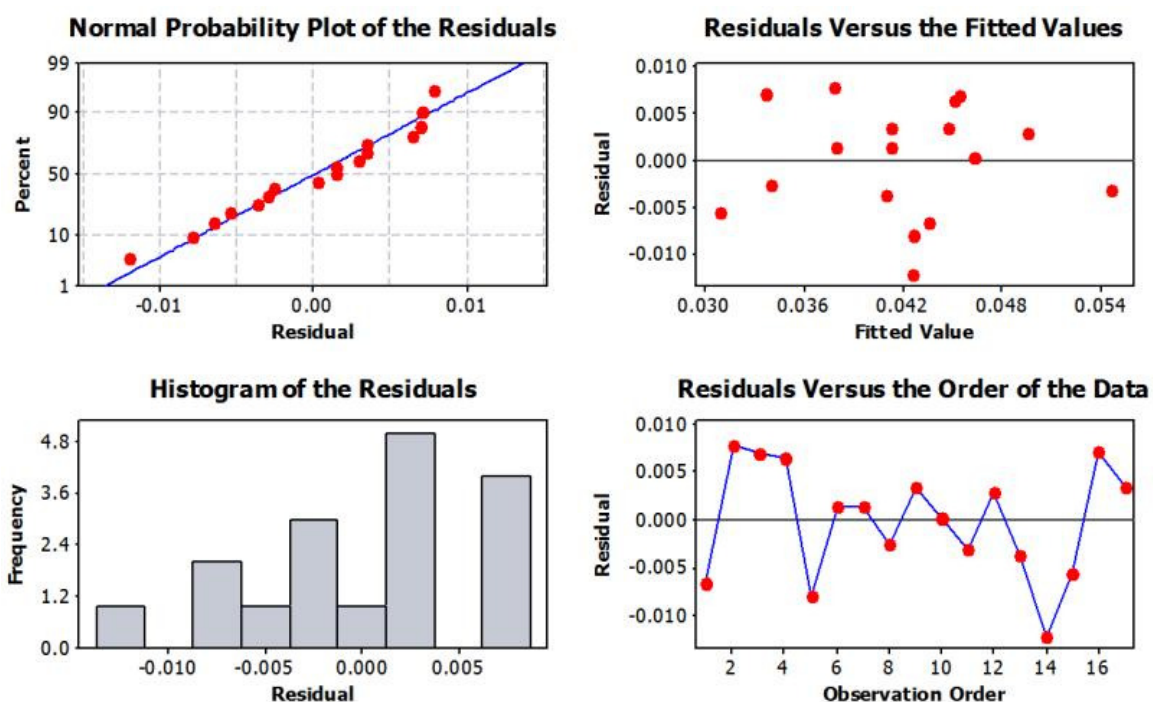 Normal Probability Plot of the Residuals
99
90
50
10
1
Percent
-0.01 0.00 0.01
Residual
Residuals Versus the Fitted Values
0.010
0.005
0.000
-0.005
-0.010
Residual
0.030 0.036 0.042 0.048 0.054
Fitted Value
Histogram of the Residuals
4.8
3.6
2.4
1.2
0.0
Frequency
-0.010 -0.005 0.000 0.005
Residual
Residuals Versus the Order of the Data
0.010
0.005
0.000
-0.005
-0.010
Residual
2 4 6 8 10 12 14 16
Observation Order